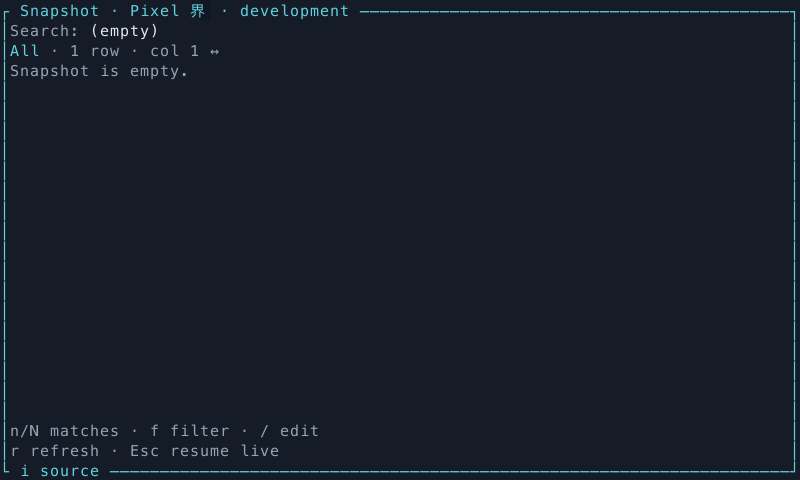 Snapshot · Pixel 界 · development
Search: (empty)
All · 1 row · col 1 ↔
Snapshot is empty.
n/N matches · f filter · / edit
r refresh · Esc resume live
i source